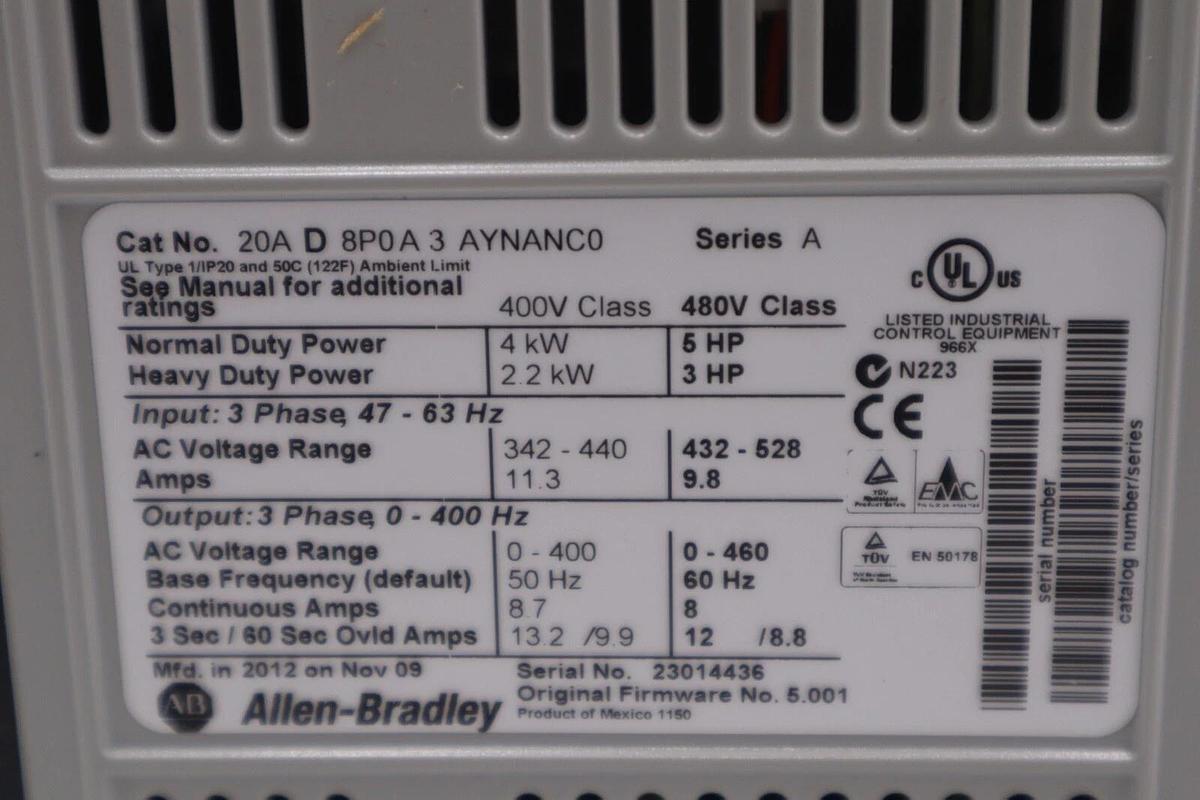 Cat No. 20A D 8P0 A 3 AYNANC0 Series A
UL Type 1/IP20 and 50C (122F) Ambient Limit
See Manual for additional
ratings 400V Class 480V Class
Normal Duty Power 4 kW 5 HP
Heavy Duty Power 2.2 kW 3 HP
Input: 3 Phase, 47 - 63 Hz
AC Voltage Range 342 - 440 432 - 528
Amps 11.3 9.8
Output: 3 Phase, 0 - 400 Hz
AC Voltage Range 0 - 400 0 - 460
Base Frequency (default) 50 Hz 60 Hz
Continuous Amps 8.7 8
3 Sec / 60 Sec Ovld Amps 13.2 /9.9 12 /8.8
Mfd. in 2012 on Nov 09 Serial No. 23014436
Original Firmware No. 5.001
AB Allen-Bradley Product of Mexico 1150
C UL US
LISTED INDUSTRIAL
CONTROL EQUIPMENT
966X
N223
CE
TÜV
EMC
TÜV EN 50178
serial number
catalog number/series